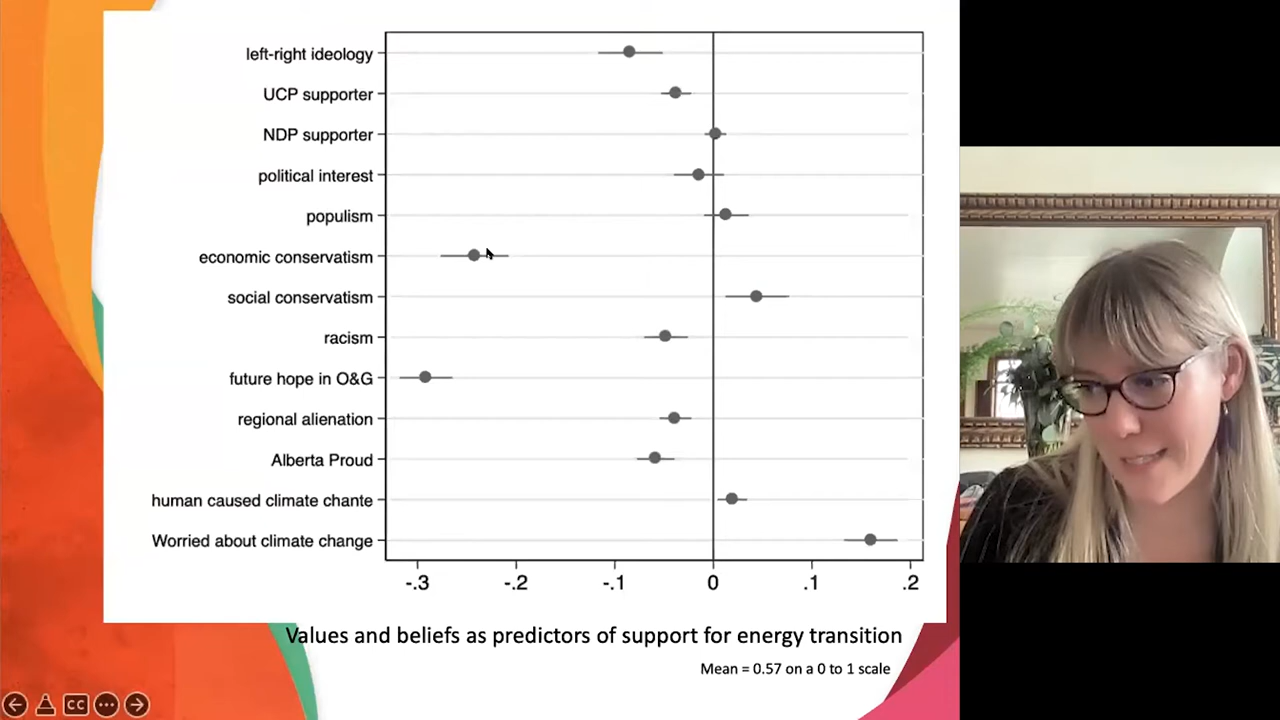 left-right ideology
UCP supporter
NDP supporter
political interest
populism
economic conservatism
social conservatism
racism
future hope in O&G
regional alienation
Alberta Proud
human caused climate chante
Worried about climate change
-.3 -.2 -.1 0 .1 .2
Values and beliefs as predictors of support for energy transition
Mean = 0.57 on a 0 to 1 scale
CC